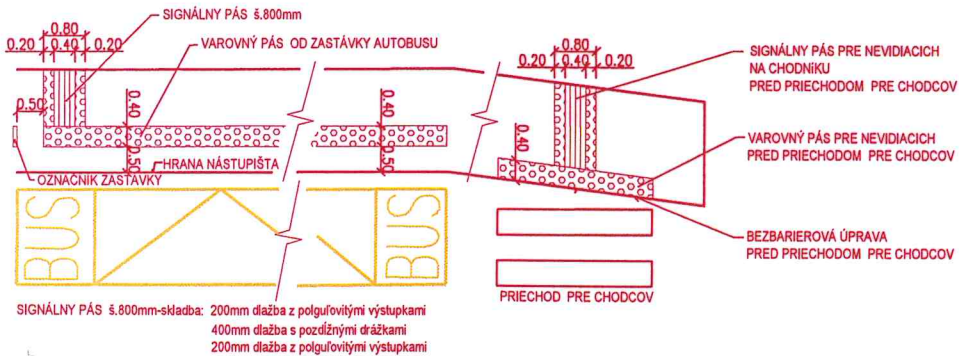 SIGNÁLNY PÁS š.800mm
0.80
0.20 0.40 0.20
VAROVNÝ PÁS OD ZASTÁVKY AUTOBUSU
0.50
0.40
0.50
0.40
0.50
HRANA NÁSTUPIŠTA
OZNAČNÍK ZASTÁVKY
BUS
BUS
0.80
0.20 0.40 0.20
0.40
SIGNÁLNY PÁS PRE NEVIDIACICH
NA CHODNÍKU
PRED PRIECHODOM PRE CHODCOV
VAROVNÝ PÁS PRE NEVIDIACICH
PRED PRIECHODOM PRE CHODCOV
BEZBARIEROVÁ ÚPRAVA
PRED PRIECHODOM PRE CHODCOV
PRIECHOD PRE CHODCOV
SIGNÁLNY PÁS š.800mm-skladba: 200mm dlažba z polguľovitými výstupkami
400mm dlažba s pozdĺžnými drážkami
200mm dlažba z polguľovitými výstupkami